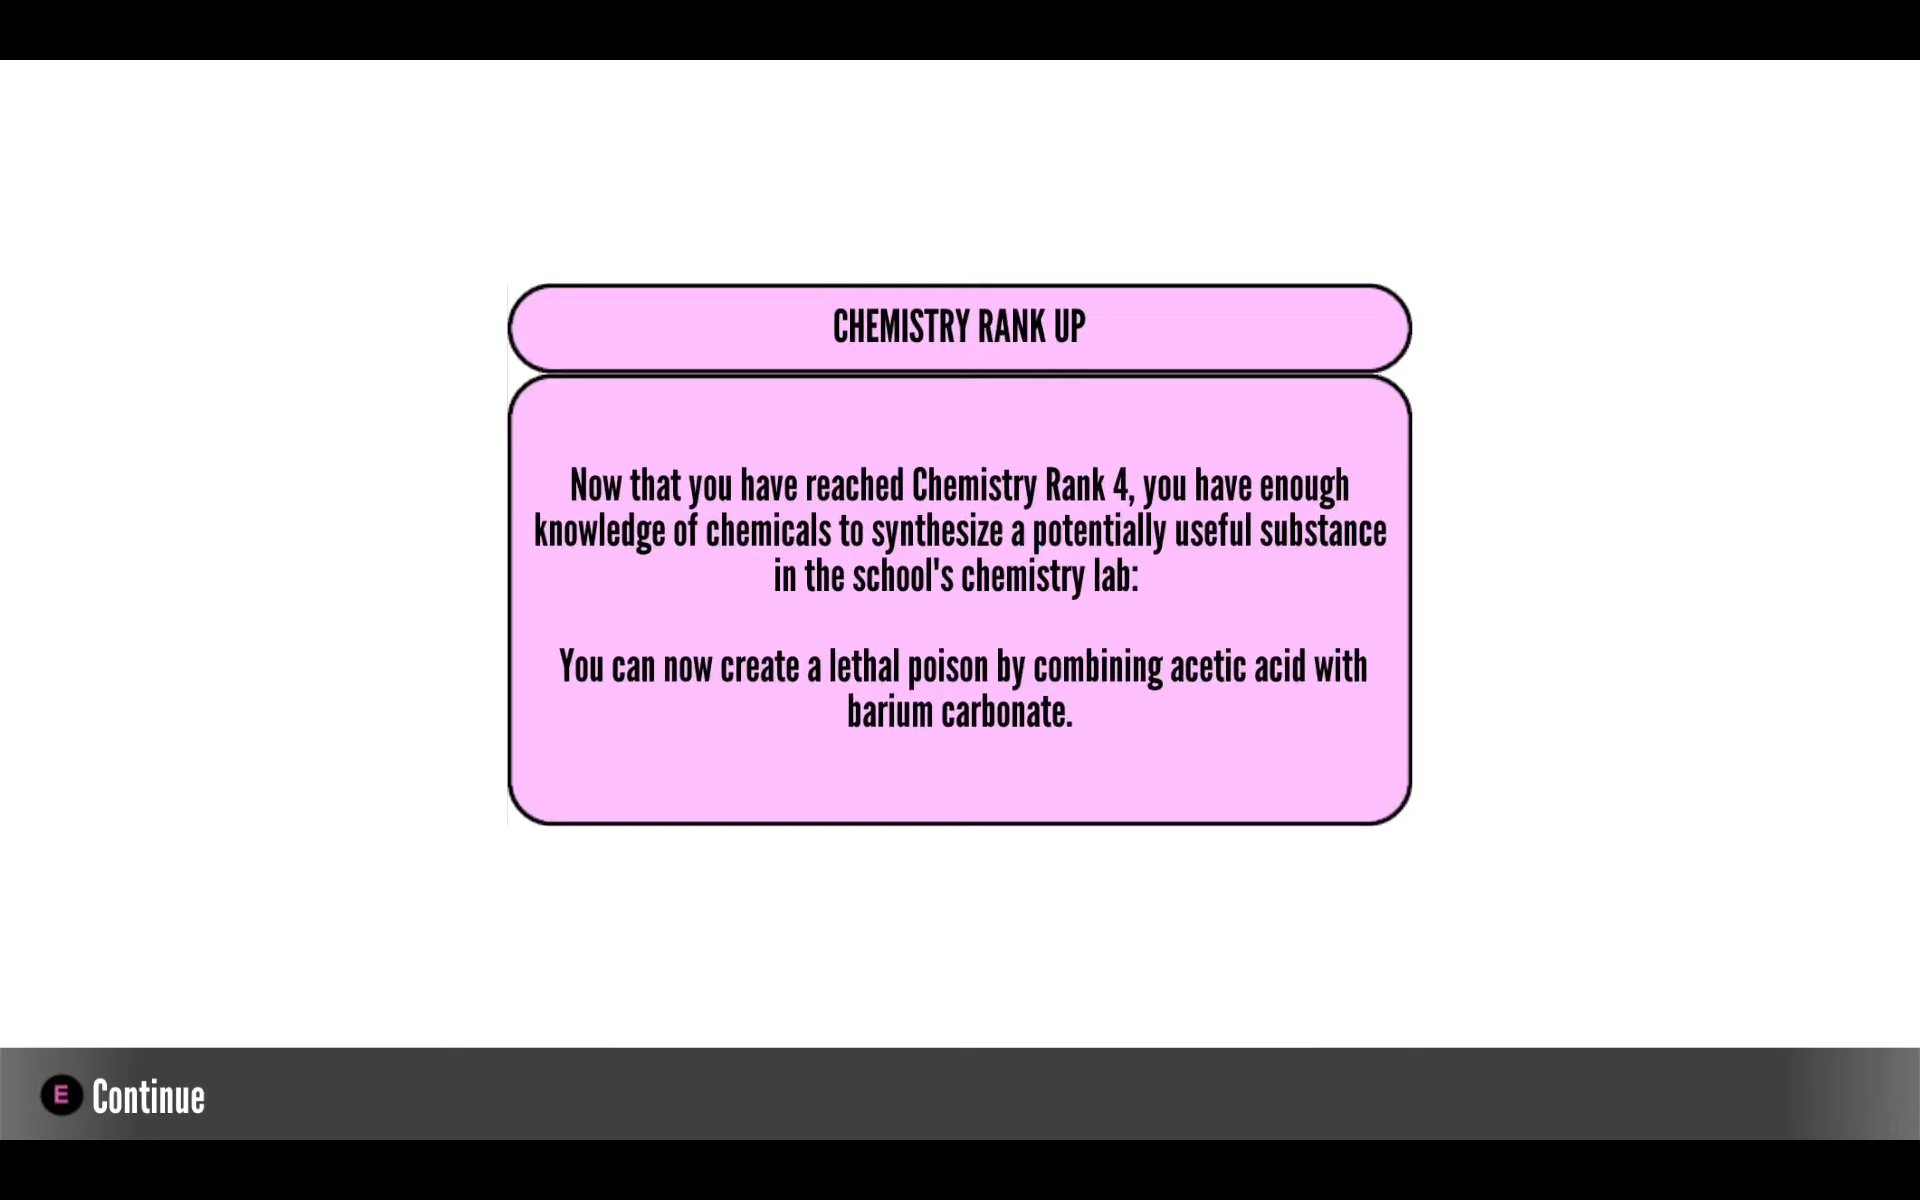 CHEMISTRY RANK UP
Now that you have reached Chemistry Rank 4, you have enough
knowledge of chemicals to synthesize a potentially useful substance
in the school's chemistry lab:
You can now create a lethal poison by combining acetic acid with
barium carbonate.
E Continue